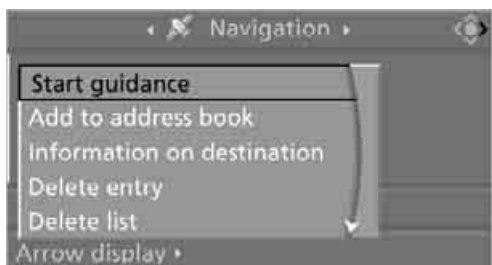 Navigation
Start guidance
Add to address book
Information on destination
Delete entry
Delete list
Arrow display